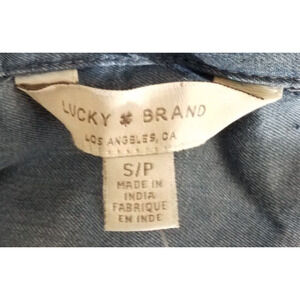 LUCKY BRAND
LOS ANGELES, CA
S/P
MADE IN
INDIA
FABRIQUE
EN INDE